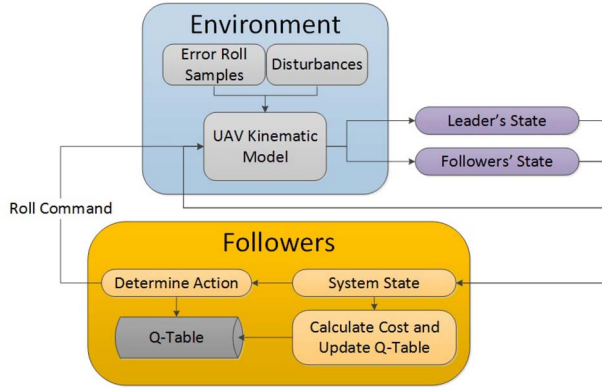 Environment
Error Roll
Samples
Disturbances
UAV Kinematic
Model
Leader's State
Followers' State
Roll Command
Followers
Determine Action
System State
Q-Table
Calculate Cost and
Update Q-Table